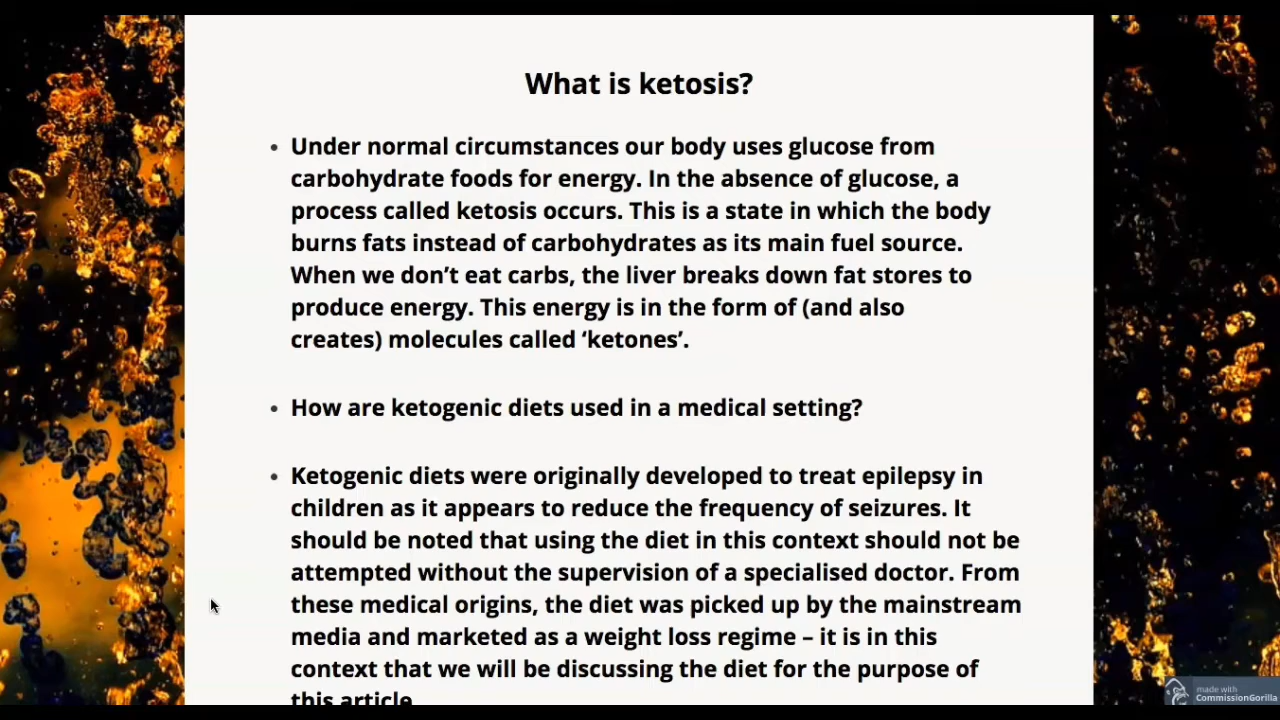 What is ketosis?
• Under normal circumstances our body uses glucose from
carbohydrate foods for energy. In the absence of glucose, a
process called ketosis occurs. This is a state in which the body
burns fats instead of carbohydrates as its main fuel source.
When we don’t eat carbs, the liver breaks down fat stores to
produce energy. This energy is in the form of (and also
creates) molecules called ‘ketones’.
• How are ketogenic diets used in a medical setting?
• Ketogenic diets were originally developed to treat epilepsy in
children as it appears to reduce the frequency of seizures. It
should be noted that using the diet in this context should not be
attempted without the supervision of a specialised doctor. From
these medical origins, the diet was picked up by the mainstream
media and marketed as a weight loss regime – it is in this
context that we will be discussing the diet for the purpose of
this article
made with
CommissionGorilla